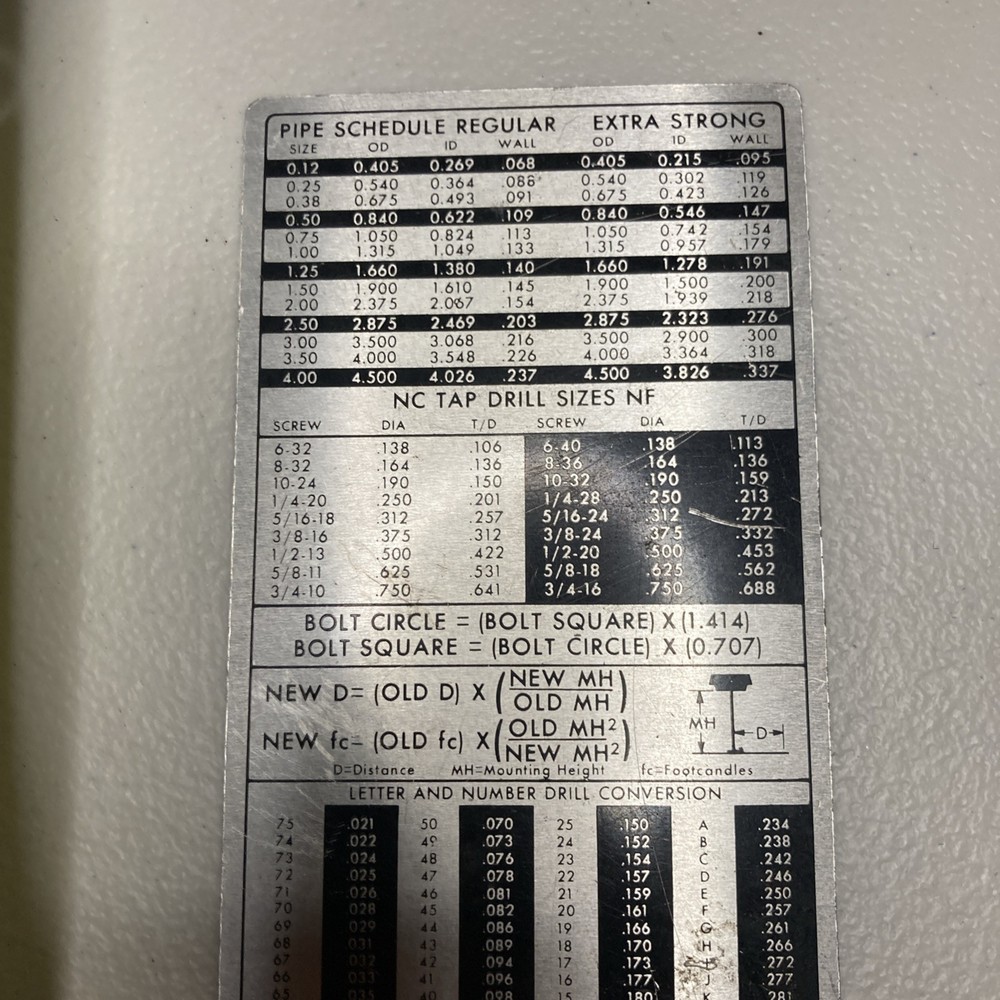 PIPE SCHEDULE REGULAR EXTRA STRONG
SIZE OD ID WALL OD ID WALL
0.12 0.405 0.269 .068 0.405 0.215 .095
0.25 0.540 0.364 .088 0.540 0.302 .119
0.38 0.675 0.493 .091 0.675 0.423 .126
0.50 0.840 0.622 .109 0.840 0.546 .147
0.75 1.050 0.824 .113 1.050 0.742 .154
1.00 1.315 1.049 .133 1.315 0.957 .179
1.25 1.660 1.380 .140 1.660 1.278 .191
1.50 1.900 1.610 .145 1.900 1.500 .200
2.00 2.375 2.067 .154 2.375 1.939 .218
2.50 2.875 2.469 .203 2.875 2.323 .276
3.00 3.500 3.068 .216 3.500 2.900 .300
3.50 4.000 3.548 .226 4.000 3.364 .318
4.00 4.500 4.026 .237 4.500 3.826 .337
NC TAP DRILL SIZES NF
SCREW DIA T/D SCREW DIA T/D
6-32 .138 .106 6-40 .138 .113
8-32 .164 .136 8-36 .164 .136
10-24 .190 .150 10-32 .190 .159
1/4-20 .250 .201 1/4-28 .250 .213
5/16-18 .312 .257 5/16-24 .312 .272
3/8-16 .375 .312 3/8-24 .375 .332
1/2-13 .500 .422 1/2-20 .500 .453
5/8-11 .625 .531 5/8-18 .625 .562
3/4-10 .750 .641 3/4-16 .750 .688
BOLT CIRCLE = (BOLT SQUARE) X (1.414)
BOLT SQUARE = (BOLT CIRCLE) X (0.707)
NEW D= (OLD D) X (NEW MH / OLD MH)
NEW fc= (OLD fc) X (OLD MH² / NEW MH²)
MH D
D=Distance MH=Mounting Height fc=Footcandles
LETTER AND NUMBER DRILL CONVERSION
75 .021 50 .070 25 .150 A .234
74 .022 49 .073 24 .152 B .238
73 .024 48 .076 23 .154 C .242
72 .025 47 .078 22 .157 D .246
71 .026 46 .081 21 .159 E .250
70 .028 45 .082 20 .161 F .257
69 .029 44 .086 19 .166 G .261
68 .031 43 .089 18 .170 H .266
67 .032 42 .094 17 .173 .272
66 .033 41 .096 16 .177 J .277
65 .035 40 .098 15 .180 K .281